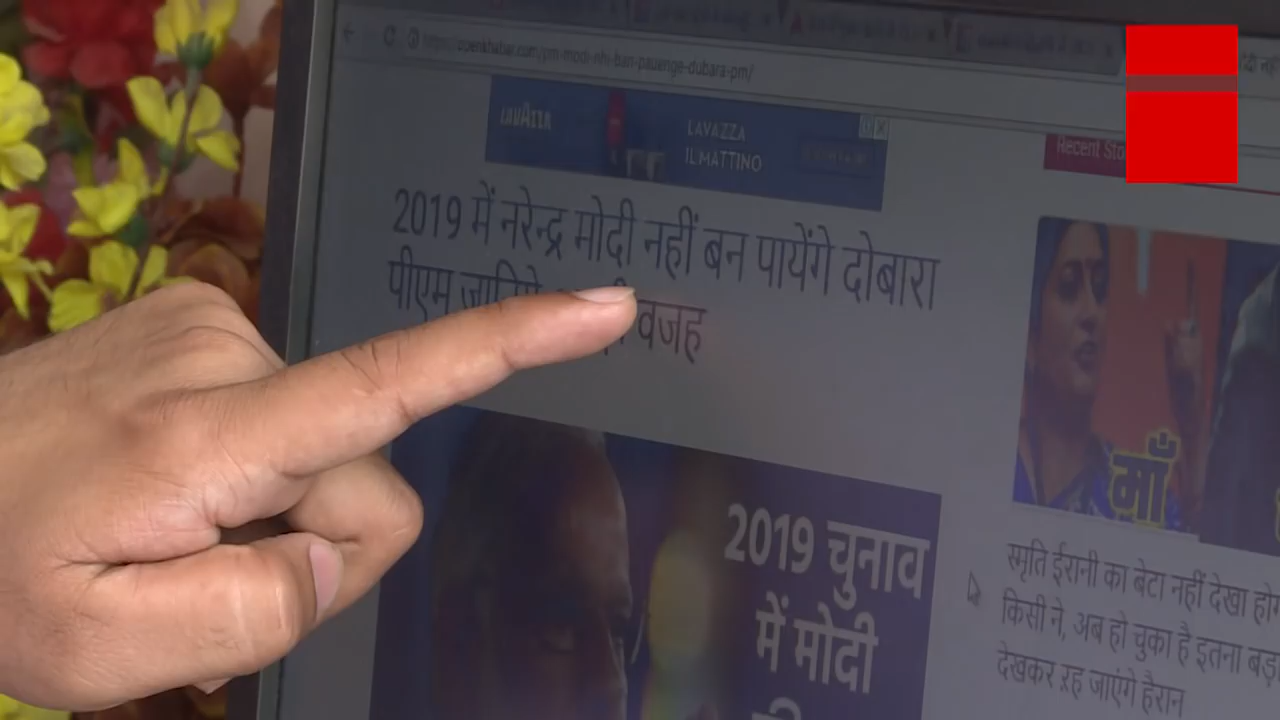 https://openkhabar.com/pm-modi-nhi-ban-pauenge-dubara-pm/
LAVAZZA
LAVAZZA
IL MATTINO
Recent Sto
2019 में नरेन्द्र मोदी नहीं बन पायेंगे दोबारा
पीएम वजह
2019 चुनाव
में मोदी
माँ
स्मृति ईरानी का बेटा नहीं देखा होगा
किसी ने, अब हो चुका है इतना बड़ा
देखकर रह जाएंगे हैरान